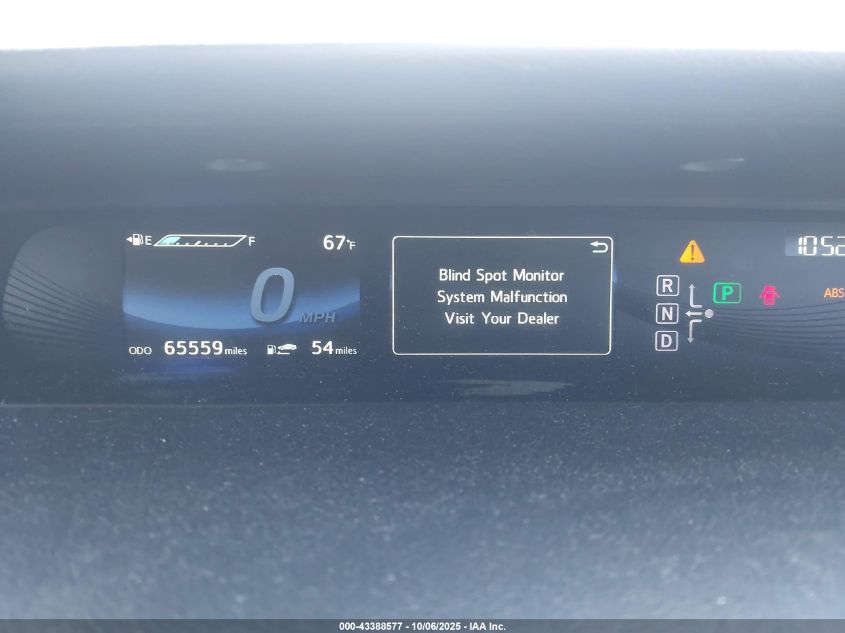 E F 67°F
0 MPH
ODO 65559 miles 54 miles
Blind Spot Monitor
System Malfunction
Visit Your Dealer
!
R
N
D
P
ABS
1052
000-43388577 - 10/06/2025 - IAA Inc.